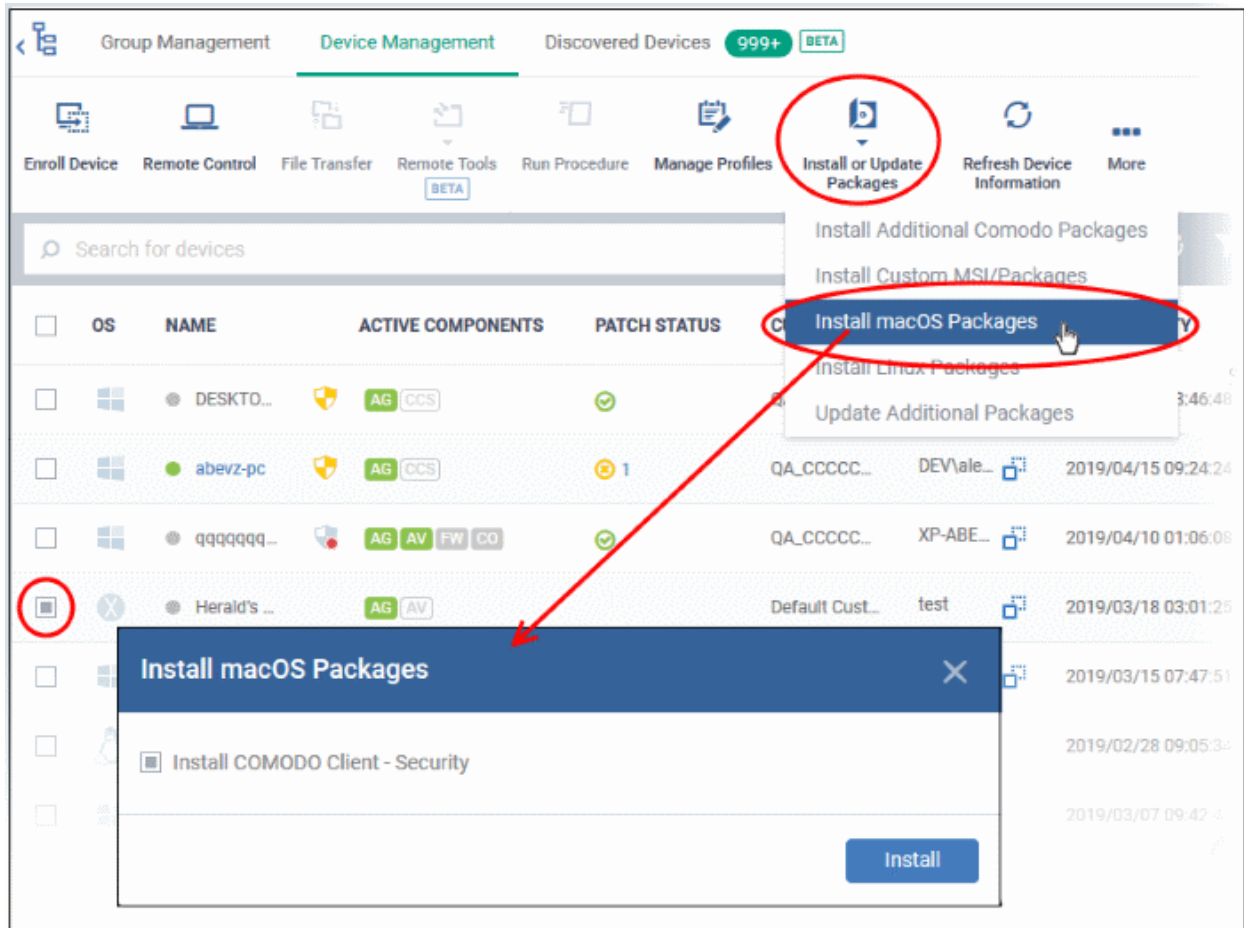 Group Management Device Management Discovered Devices 999+ BETA
Enroll Device Remote Control File Transfer Remote Tools Run Procedure Manage Profiles Install or Update Refresh Device More
BETA Packages Information
Install Additional Comodo Packages
Search for devices
Install Custom MSI/Packages
OS NAME ACTIVE COMPONENTS PATCH STATUS C Install macOS Packages Y
Install Linux Packages
DESKTO... AG CCS 3:46:48
Update Additional Packages
abevz-pc AG CCS 1 QA_CCCCC... DEV\ale... 2019/04/15 09:24:24
qqqqqqq... AG AV FW CO QA_CCCCC... XP-ABE... 2019/04/10 01:06:08
Herald's ... AG AV Default Cust... test 2019/03/18 03:01:25
Install macOS Packages
2019/03/15 07:47:51
Install COMODO Client - Security
2019/02/28 09:05:34
2019/03/07 09:42
Install